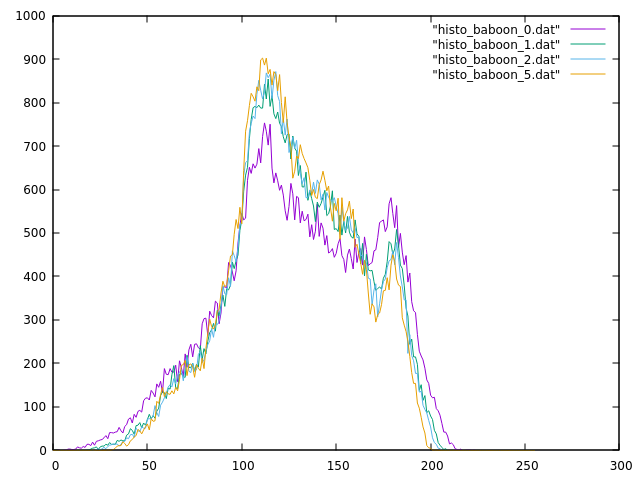 1000
900
800
700
600
500
400
300
200
100
0
0 50 100 150 200 250 300
"histo_baboon_0.dat"
"histo_baboon_1.dat"
"histo_baboon_2.dat"
"histo_baboon_5.dat"